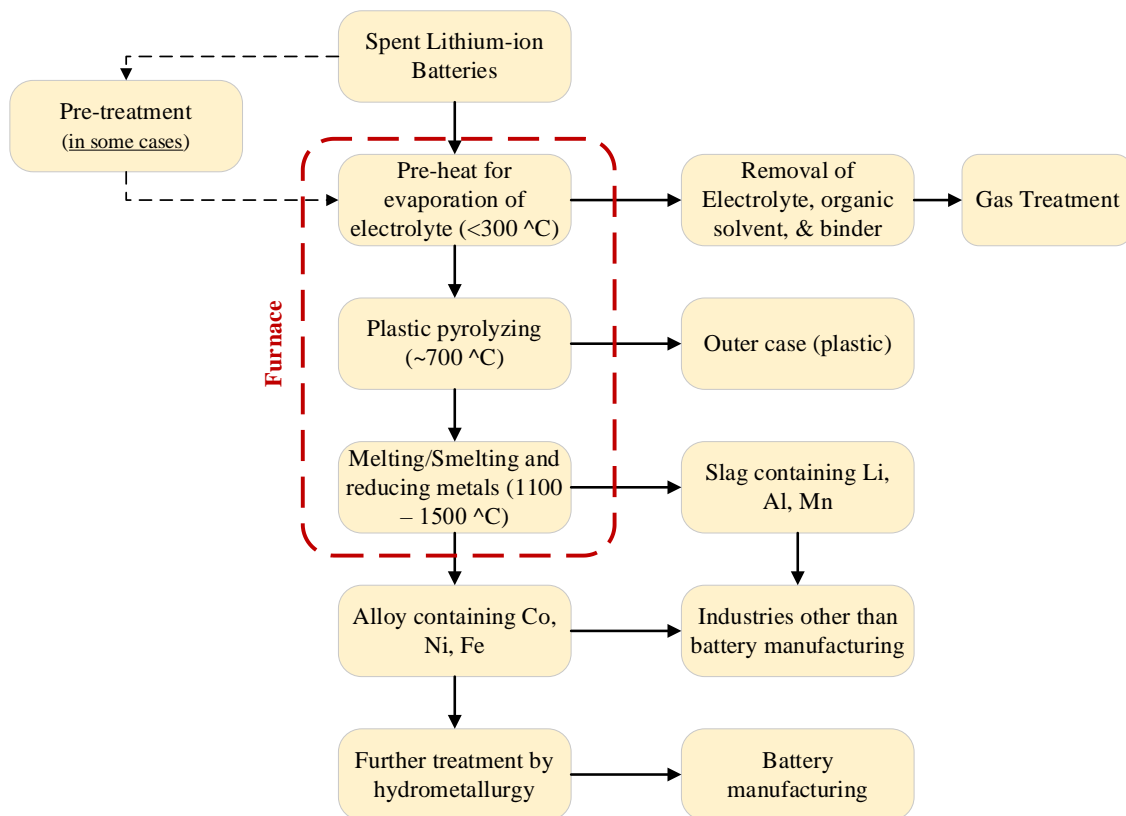 Spent Lithium-ion
Batteries
Pre-treatment
(in some cases)
Pre-heat for
evaporation of
electrolyte (<300 ^C)
Removal of
Electrolyte, organic
solvent, & binder
Gas Treatment
Furnace
Plastic pyrolyzing
(~700 ^C)
Outer case (plastic)
Melting/Smelting and
reducing metals (1100
– 1500 ^C)
Slag containing Li,
Al, Mn
Alloy containing Co,
Ni, Fe
Industries other than
battery manufacturing
Further treatment by
hydrometallurgy
Battery
manufacturing